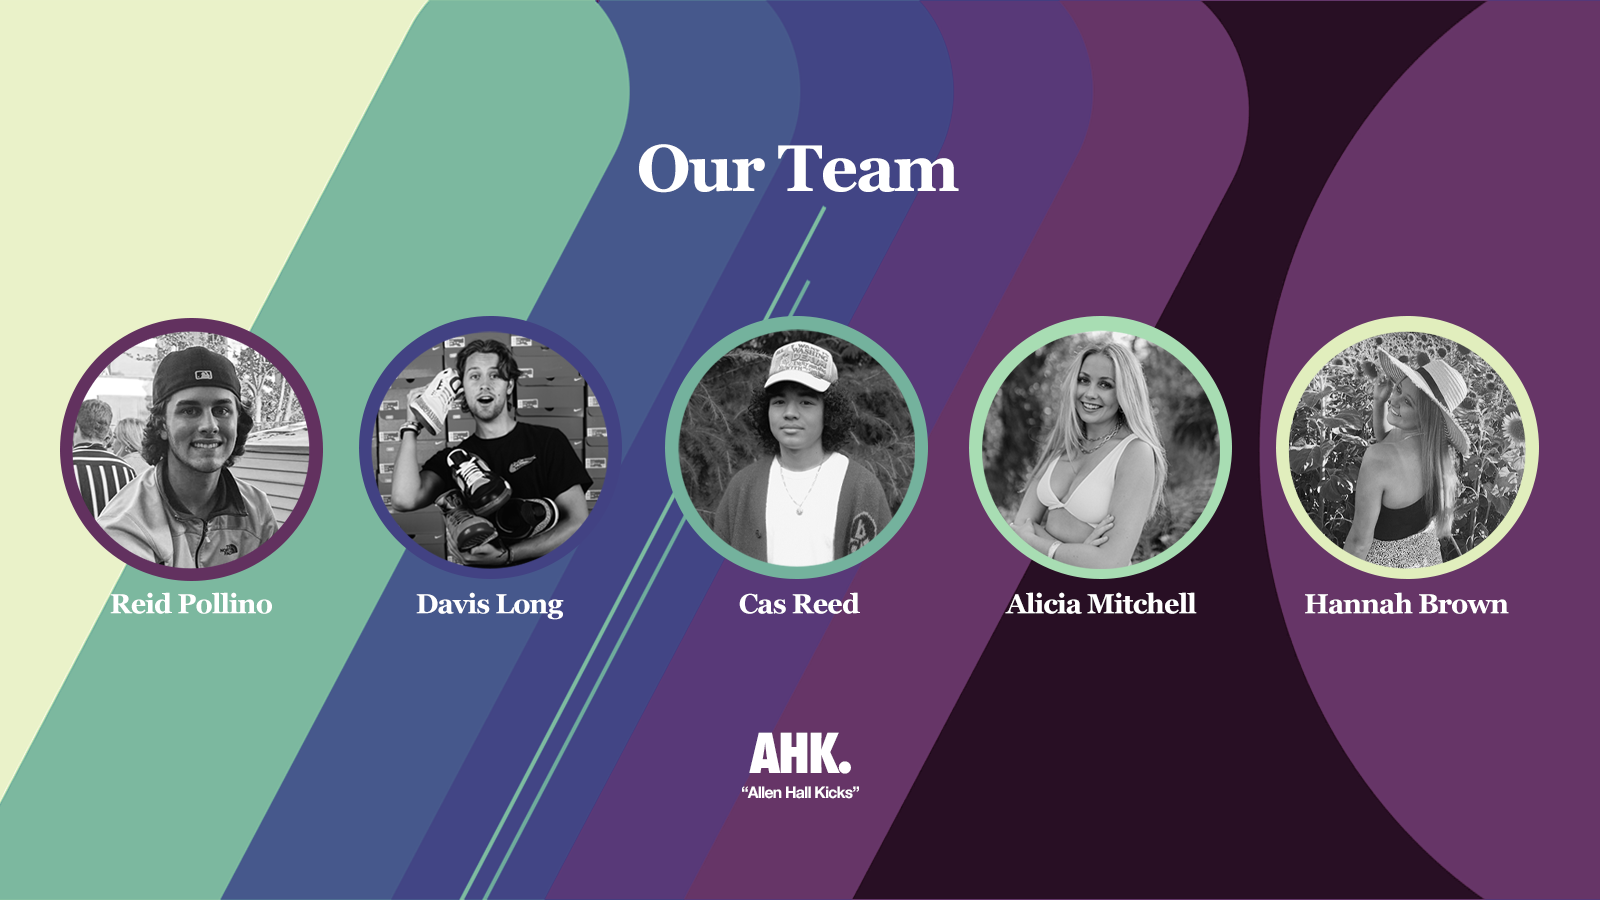 Our Team
Reid Pollino
Davis Long
Cas Reed
Alicia Mitchell
Hannah Brown
AHK.
“Allen Hall Kicks”